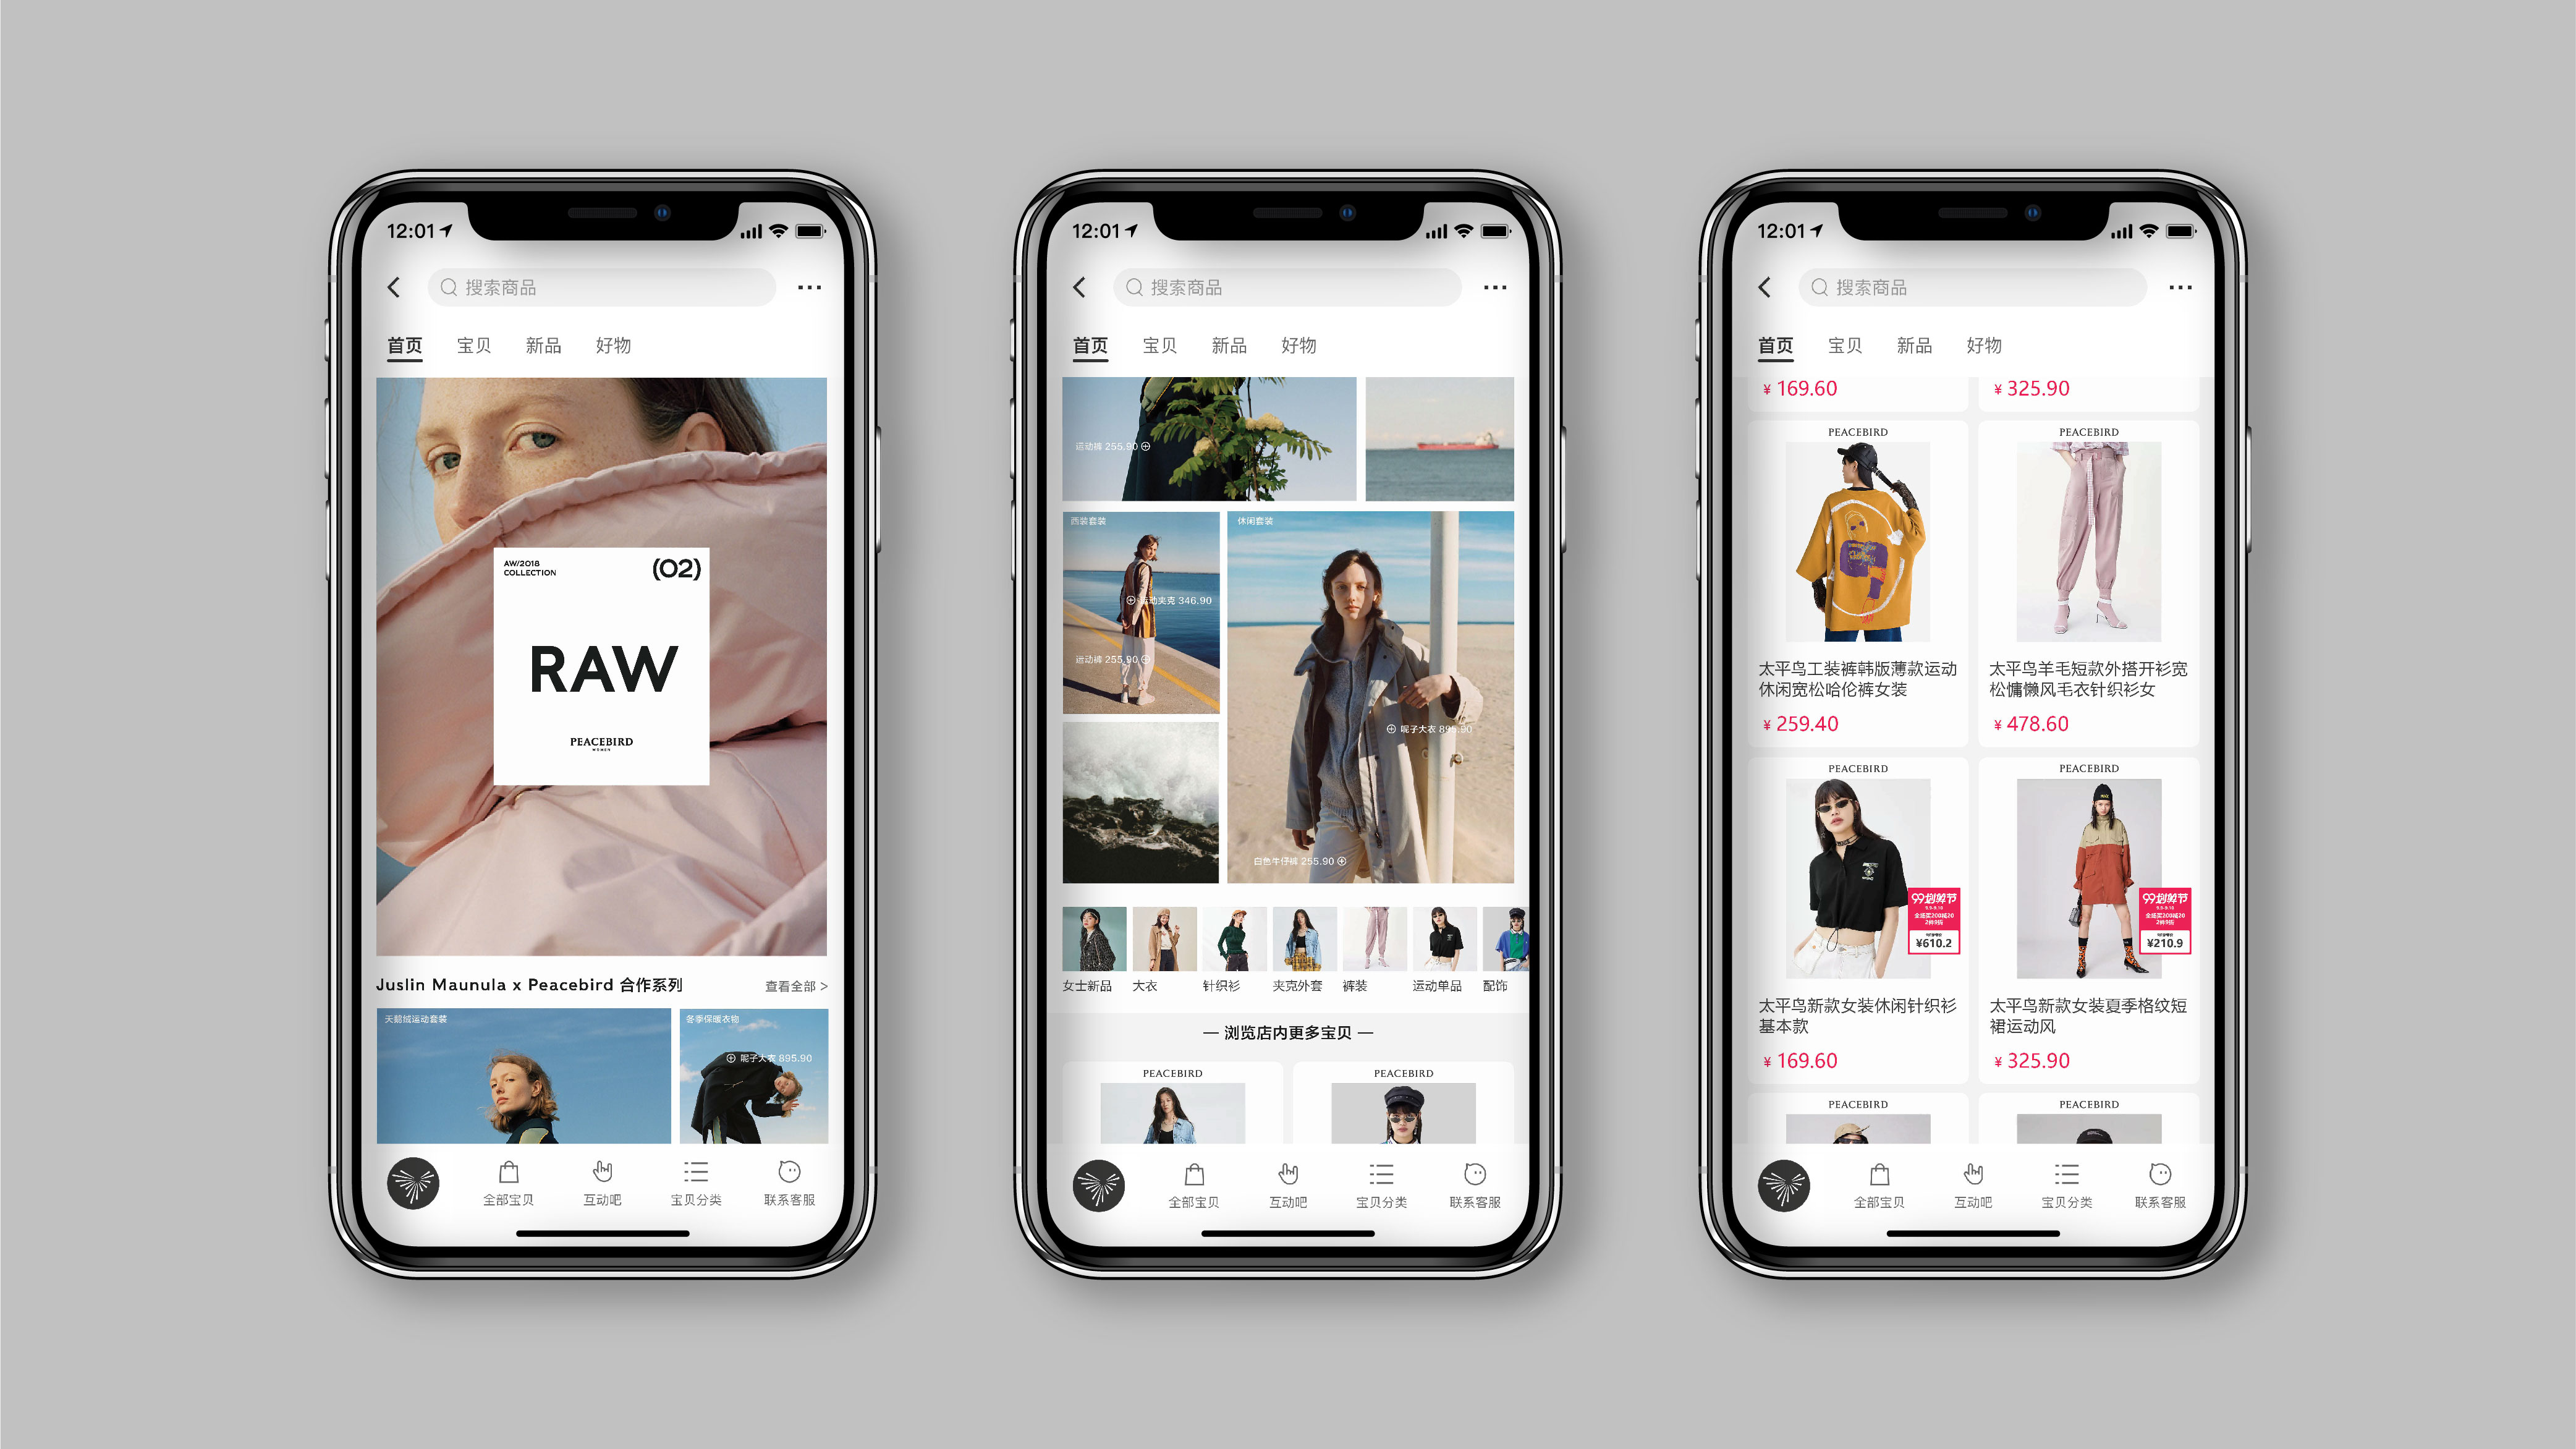 12:01
搜索商品
首页 宝贝 新品 好物
AW/2018
COLLECTION
(02)
RAW
PEACEBIRD
WOMEN
Juslin Maunula x Peacebird 合作系列
查看全部 >
天鹅绒运动套装
冬季保暖衣物
呢子大衣 895.90
全部宝贝 互动吧 宝贝分类 联系客服
12:01
搜索商品
首页 宝贝 新品 好物
运动裤 255.90
西装套装
休闲套装
运动夹克 346.90
运动裤 255.90
呢子大衣 895.90
白色牛仔裤 255.90
女士新品 大衣 针织衫 夹克外套 裤装 运动单品 配饰
— 浏览店内更多宝贝 —
PEACEBIRD
PEACEBIRD
全部宝贝 互动吧 宝贝分类 联系客服
12:01
搜索商品
首页 宝贝 新品 好物
¥ 169.60
¥ 325.90
PEACEBIRD
太平鸟工装裤韩版薄款运动
休闲宽松哈伦裤女装
¥ 259.40
PEACEBIRD
太平鸟羊毛短款外搭开衫宽
松慵懒风毛衣针织衫女
¥ 478.60
PEACEBIRD
99划算节
¥610.2
太平鸟新款女装休闲针织衫
基本款
¥ 169.60
PEACEBIRD
99划算节
¥210.9
太平鸟新款女装夏季格纹短
裙运动风
¥ 325.90
PEACEBIRD
PEACEBIRD
全部宝贝 互动吧 宝贝分类 联系客服